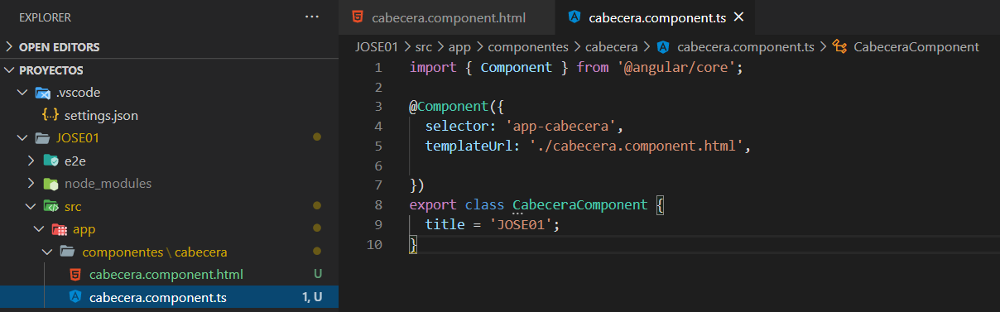 EXPLORER ...
OPEN EDITORS
PROYECTOS
.vscode
{..} settings.json
JOSE01
e2e
node_modules
src
app
componentes \ cabecera
cabecera.component.html U
cabecera.component.ts 1, U
cabecera.component.html cabecera.component.ts
JOSE01 > src > app > componentes > cabecera > cabecera.component.ts > CabeceraComponent
1 import { Component } from '@angular/core';
2
3 @Component({
4 selector: 'app-cabecera',
5 templateUrl: './cabecera.component.html',
6
7 })
8 export class CabeceraComponent {
9 title = 'JOSE01';
10 }